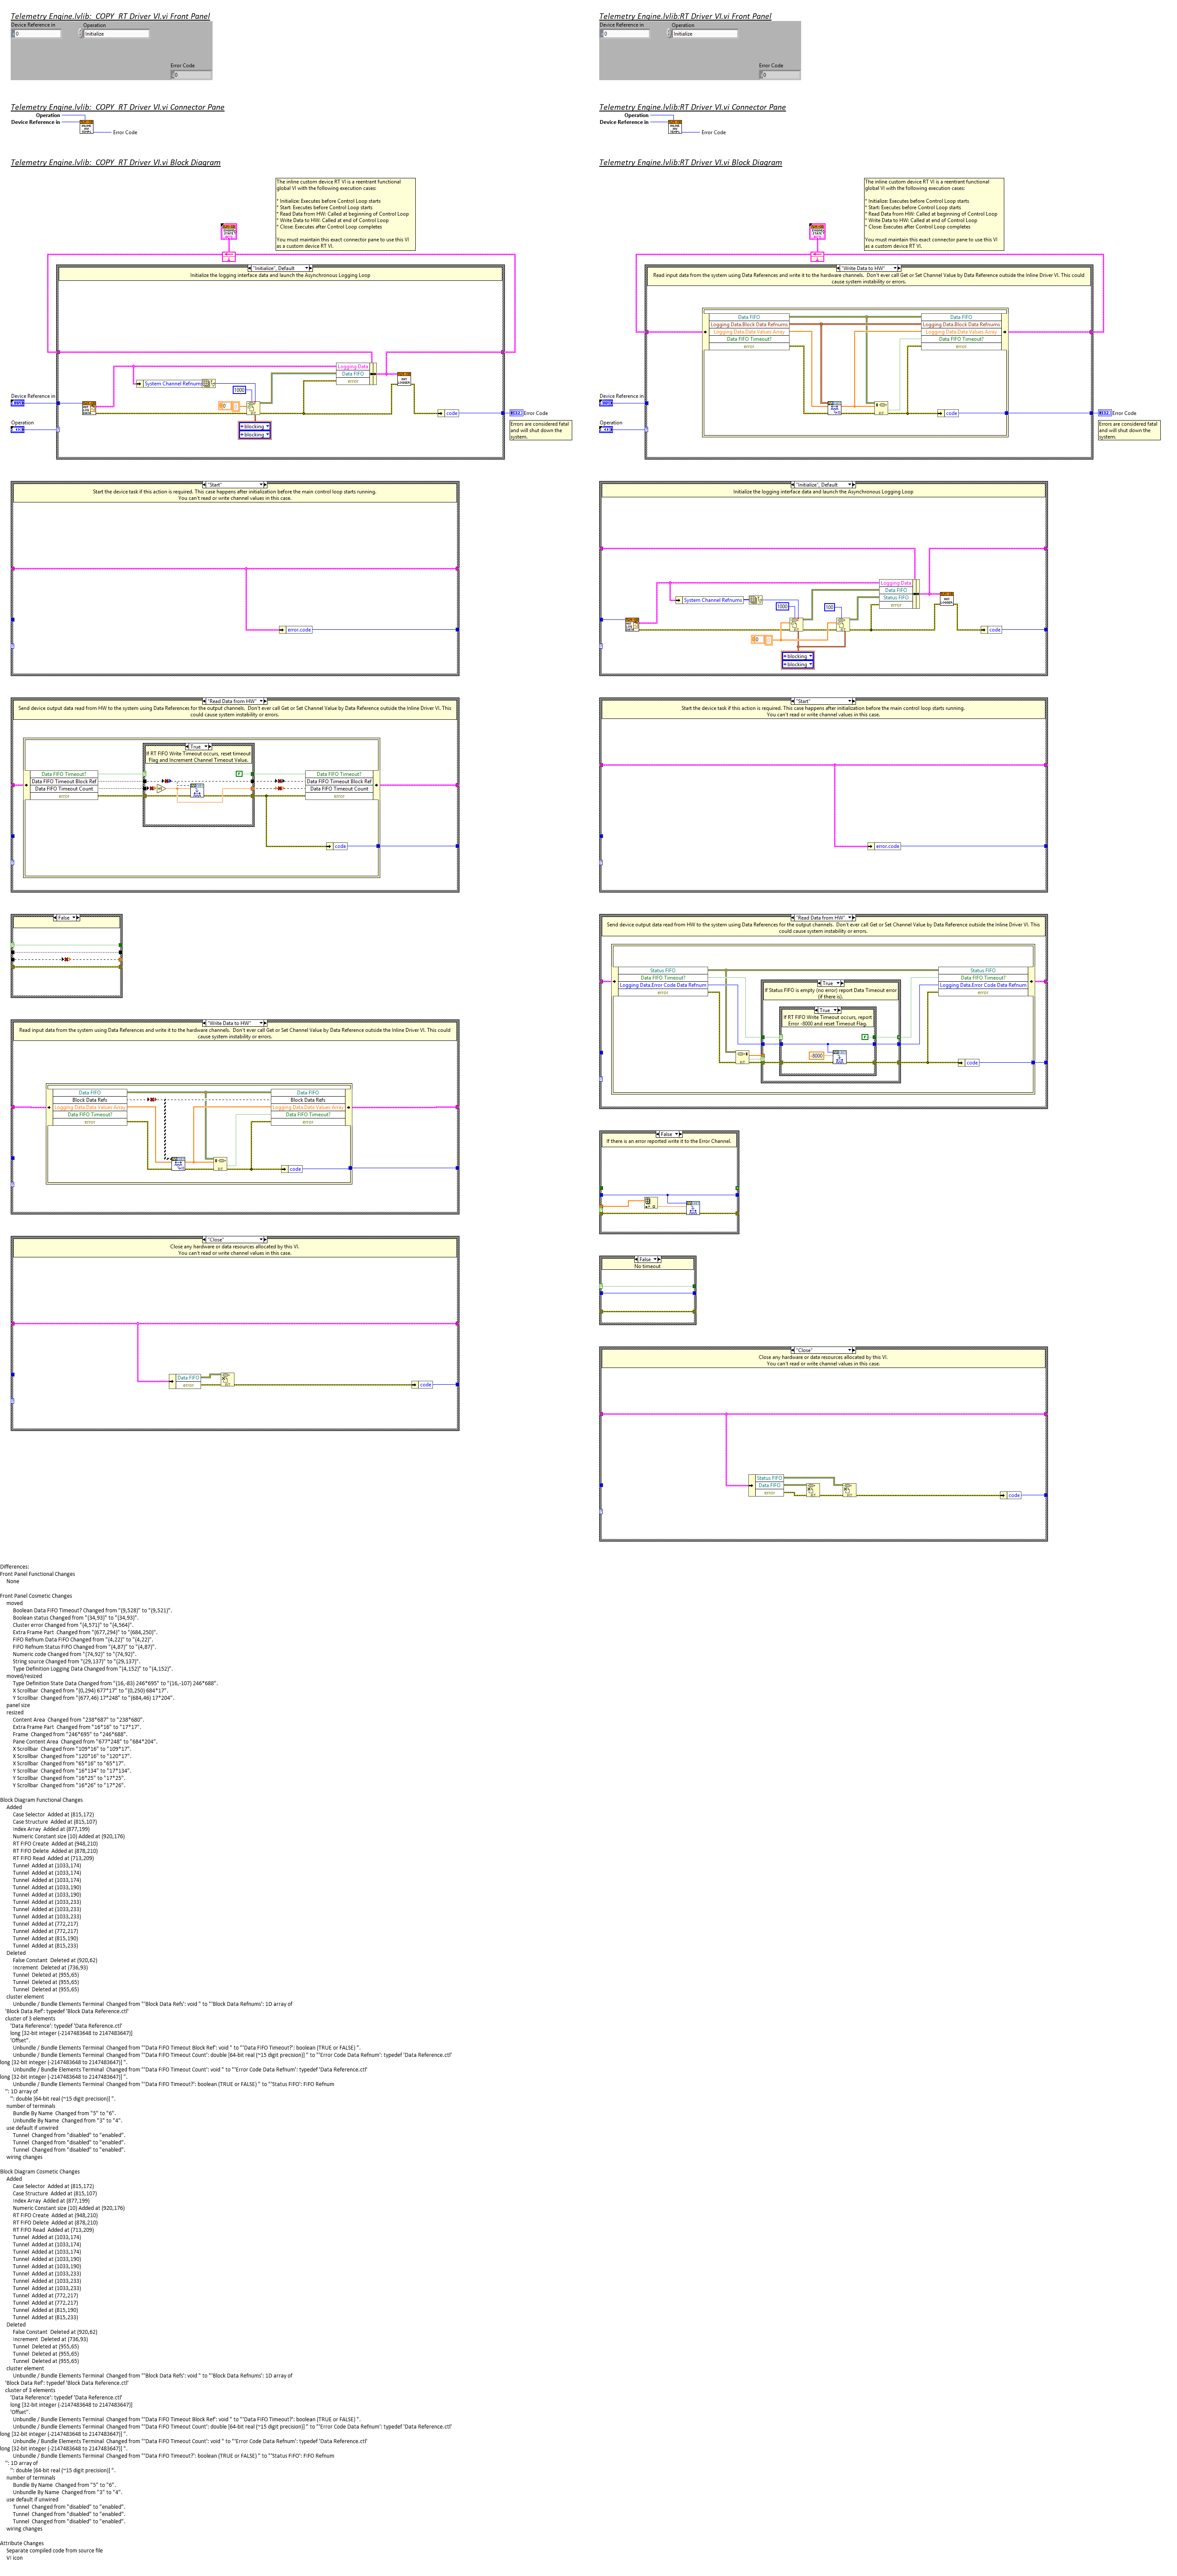 Telemetry Engine.lvlib:_COPY_RT Driver VI.vi Front Panel
Device Reference in
Operation
0
Initialize
Error Code
0
Telemetry Engine.lvlib:_COPY_RT Driver VI.vi Connector Pane
Operation
Device Reference in
Error Code
Telemetry Engine.lvlib:_COPY_RT Driver VI.vi Block Diagram
The inline custom device RT VI is a reentrant functional
global VI with the following execution cases:
* Initialize: Executes before Control Loop starts
* Start: Executes before Control Loop starts
* Read Data from HW: Called at beginning of Control Loop
* Write Data to HW: Called at end of Control Loop
* Close: Executes after Control Loop completes
You must maintain this exact connector pane to use this VI
as a custom device RT VI.
"Initialize", Default
Initialize the logging interface data and launch the Asynchronous Logging Loop
System Channel Refnums
1000
0
blocking
blocking
Logging Data
Data FIFO
error
code
Device Reference in
Operation
Error Code
Errors are considered fatal
and will shut down the
system.
"Start"
Start the device task if this action is required. This case happens after initialization before the main control loop starts running.
You can't read or write channel values in this case.
error.code
"Read Data from HW"
Send device output data read from HW to the system using Data References for the output channels.  Don't ever call Get or Set Channel Value by Data Reference outside the Inline Driver VI. This
could cause system instability or errors.
True
If RT FIFO Write Timeout occurs, reset timeout
Flag and Increment Channel Timeout Value.
Data FIFO Timeout?
Data FIFO Timeout Block Ref
Data FIFO Timeout Count
error
Data FIFO Timeout?
Data FIFO Timeout Block Ref
Data FIFO Timeout Count
error
code
False
"Write Data to HW"
Read input data from the system using Data References and write it to the hardware channels.  Don't ever call Get or Set Channel Value by Data Reference outside the Inline Driver VI. This could
cause system instability or errors.
Data FIFO
Block Data Refs
Logging Data.Data Values Array
Data FIFO Timeout?
error
Data FIFO
Block Data Refs
Logging Data.Data Values Array
Data FIFO Timeout?
error
code
"Close"
Close any hardware or data resources allocated by this VI.
You can't read or write channel values in this case.
Data FIFO
error
code
Telemetry Engine.lvlib:RT Driver VI.vi Front Panel
Device Reference in
Operation
0
Initialize
Error Code
0
Telemetry Engine.lvlib:RT Driver VI.vi Connector Pane
Operation
Device Reference in
Error Code
Telemetry Engine.lvlib:RT Driver VI.vi Block Diagram
The inline custom device RT VI is a reentrant functional
global VI with the following execution cases:
* Initialize: Executes before Control Loop starts
* Start: Executes before Control Loop starts
* Read Data from HW: Called at beginning of Control Loop
* Write Data to HW: Called at end of Control Loop
* Close: Executes after Control Loop completes
You must maintain this exact connector pane to use this VI
as a custom device RT VI.
"Write Data to HW"
Read input data from the system using Data References and write it to the hardware channels.  Don't ever call Get or Set Channel Value by Data Reference outside the Inline Driver VI. This could
cause system instability or errors.
Data FIFO
Logging Data.Block Data Refnums
Logging Data.Data Values Array
Data FIFO Timeout?
error
Data FIFO
Logging Data.Block Data Refnums
Logging Data.Data Values Array
Data FIFO Timeout?
error
code
Device Reference in
Operation
Error Code
Errors are considered fatal
and will shut down the
system.
"Initialize", Default
Initialize the logging interface data and launch the Asynchronous Logging Loop
System Channel Refnums
1000
100
0
blocking
blocking
Logging Data
Data FIFO
Status FIFO
error
code
"Start"
Start the device task if this action is required. This case happens after initialization before the main control loop starts running.
You can't read or write channel values in this case.
error.code
"Read Data from HW"
Send device output data read from HW to the system using Data References for the output channels.  Don't ever call Get or Set Channel Value by Data Reference outside the Inline Driver VI. This
could cause system instability or errors.
Status FIFO
Data FIFO Timeout?
Logging Data.Error Code Data Refnum
error
True
If Status FIFO is empty (no error) report Data Timeout error
(if there is).
True
If RT FIFO Write Timeout occurs, report
Error -8000 and reset Timeout Flag.
-8000
Status FIFO
Data FIFO Timeout?
Logging Data.Error Code Data Refnum
error
code
False
If there is an error reported write it to the Error Channel.
False
No timeout
"Close"
Close any hardware or data resources allocated by this VI.
You can't read or write channel values in this case.
Status FIFO
Data FIFO
error
code
Differences:
Front Panel Functional Changes
None
Front Panel Cosmetic Changes
moved
Boolean Data FIFO Timeout? Changed from "(9,528)" to "(9,521)".
Boolean status Changed from "(34,93)" to "(34,93)".
Cluster error Changed from "(4,571)" to "(4,564)".
Extra Frame Part  Changed from "(677,294)" to "(684,250)".
FIFO Refnum Data FIFO Changed from "(4,22)" to "(4,22)".
FIFO Refnum Status FIFO Changed from "(4,87)" to "(4,87)".
Numeric code Changed from "(74,92)" to "(74,92)".
String source Changed from "(29,137)" to "(29,137)".
Type Definition Logging Data Changed from "(4,152)" to "(4,152)".
moved/resized
Type Definition State Data Changed from "(16,-83) 246*695" to "(16,-107) 246*688".
X Scrollbar  Changed from "(0,294) 677*17" to "(0,250) 684*17".
Y Scrollbar  Changed from "(677,46) 17*248" to "(684,46) 17*204".
panel size
resized
Content Area  Changed from "238*687" to "238*680".
Extra Frame Part  Changed from "16*16" to "17*17".
Frame  Changed from "246*695" to "246*688".
Pane Content Area  Changed from "677*248" to "684*204".
X Scrollbar  Changed from "109*16" to "109*17".
X Scrollbar  Changed from "120*16" to "120*17".
X Scrollbar  Changed from "65*16" to "65*17".
Y Scrollbar  Changed from "16*134" to "17*134".
Y Scrollbar  Changed from "16*25" to "17*25".
Y Scrollbar  Changed from "16*26" to "17*26".
Block Diagram Functional Changes
Added
Case Selector  Added at (815,172)
Case Structure  Added at (815,107)
Index Array  Added at (877,199)
Numeric Constant size (10) Added at (920,176)
RT FIFO Create  Added at (948,210)
RT FIFO Delete  Added at (878,210)
RT FIFO Read  Added at (713,209)
Tunnel  Added at (1033,174)
Tunnel  Added at (1033,174)
Tunnel  Added at (1033,174)
Tunnel  Added at (1033,190)
Tunnel  Added at (1033,190)
Tunnel  Added at (1033,233)
Tunnel  Added at (1033,233)
Tunnel  Added at (1033,233)
Tunnel  Added at (772,217)
Tunnel  Added at (772,217)
Tunnel  Added at (815,190)
Tunnel  Added at (815,233)
Deleted
False Constant  Deleted at (920,62)
Increment  Deleted at (736,93)
Tunnel  Deleted at (955,65)
Tunnel  Deleted at (955,65)
Tunnel  Deleted at (955,65)
cluster element
Unbundle / Bundle Elements Terminal  Changed from "'Block Data Refs': void " to "'Block Data Refnums': 1D array of
'Block Data Ref': typedef 'Block Data Reference.ctl'
cluster of 3 elements
'Data Reference': typedef 'Data Reference.ctl'
long [32-bit integer (-2147483648 to 2147483647)]
'Offset".
Unbundle / Bundle Elements Terminal  Changed from "'Data FIFO Timeout Block Ref': void " to "'Data FIFO Timeout?': boolean (TRUE or FALSE) ".
Unbundle / Bundle Elements Terminal  Changed from "'Data FIFO Timeout Count': double [64-bit real (~15 digit precision)] " to "'Error Code Data Refnum': typedef 'Data Reference.ctl'
long [32-bit integer (-2147483648 to 2147483647)] ".
Unbundle / Bundle Elements Terminal  Changed from "'Data FIFO Timeout Count': void " to "'Error Code Data Refnum': typedef 'Data Reference.ctl'
long [32-bit integer (-2147483648 to 2147483647)] ".
Unbundle / Bundle Elements Terminal  Changed from "'Data FIFO Timeout?': boolean (TRUE or FALSE) " to "'Status FIFO': FIFO Refnum
'': 1D array of
'': double [64-bit real (~15 digit precision)] ".
number of terminals
Bundle By Name  Changed from "5" to "6".
Unbundle By Name  Changed from "3" to "4".
use default if unwired
Tunnel  Changed from "disabled" to "enabled".
Tunnel  Changed from "disabled" to "enabled".
Tunnel  Changed from "disabled" to "enabled".
wiring changes
Block Diagram Cosmetic Changes
Added
Case Selector  Added at (815,172)
Case Structure  Added at (815,107)
Index Array  Added at (877,199)
Numeric Constant size (10) Added at (920,176)
RT FIFO Create  Added at (948,210)
RT FIFO Delete  Added at (878,210)
RT FIFO Read  Added at (713,209)
Tunnel  Added at (1033,174)
Tunnel  Added at (1033,174)
Tunnel  Added at (1033,174)
Tunnel  Added at (1033,190)
Tunnel  Added at (1033,190)
Tunnel  Added at (1033,233)
Tunnel  Added at (1033,233)
Tunnel  Added at (1033,233)
Tunnel  Added at (772,217)
Tunnel  Added at (772,217)
Tunnel  Added at (815,190)
Tunnel  Added at (815,233)
Deleted
False Constant  Deleted at (920,62)
Increment  Deleted at (736,93)
Tunnel  Deleted at (955,65)
Tunnel  Deleted at (955,65)
Tunnel  Deleted at (955,65)
cluster element
Unbundle / Bundle Elements Terminal  Changed from "'Block Data Refs': void " to "'Block Data Refnums': 1D array of
'Block Data Ref': typedef 'Block Data Reference.ctl'
cluster of 3 elements
'Data Reference': typedef 'Data Reference.ctl'
long [32-bit integer (-2147483648 to 2147483647)]
'Offset".
Unbundle / Bundle Elements Terminal  Changed from "'Data FIFO Timeout Block Ref': void " to "'Data FIFO Timeout?': boolean (TRUE or FALSE) ".
Unbundle / Bundle Elements Terminal  Changed from "'Data FIFO Timeout Count': double [64-bit real (~15 digit precision)] " to "'Error Code Data Refnum': typedef 'Data Reference.ctl'
long [32-bit integer (-2147483648 to 2147483647)] ".
Unbundle / Bundle Elements Terminal  Changed from "'Data FIFO Timeout Count': void " to "'Error Code Data Refnum': typedef 'Data Reference.ctl'
long [32-bit integer (-2147483648 to 2147483647)] ".
Unbundle / Bundle Elements Terminal  Changed from "'Data FIFO Timeout?': boolean (TRUE or FALSE) " to "'Status FIFO': FIFO Refnum
'': 1D array of
'': double [64-bit real (~15 digit precision)] ".
number of terminals
Bundle By Name  Changed from "5" to "6".
Unbundle By Name  Changed from "3" to "4".
use default if unwired
Tunnel  Changed from "disabled" to "enabled".
Tunnel  Changed from "disabled" to "enabled".
Tunnel  Changed from "disabled" to "enabled".
wiring changes
Attribute Changes
Separate compiled code from source file
VI icon